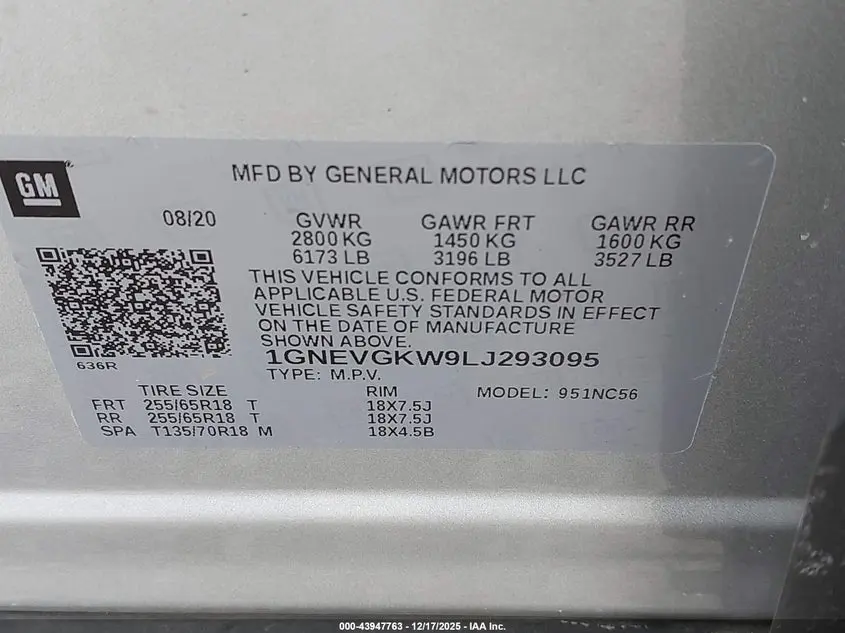 GM
MFD BY GENERAL MOTORS LLC
08/20 GVWR GAWR FRT GAWR RR
2800 KG 1450 KG 1600 KG
6173 LB 3196 LB 3527 LB
THIS VEHICLE CONFORMS TO ALL
APPLICABLE U.S. FEDERAL MOTOR
VEHICLE SAFETY STANDARDS IN EFFECT
ON THE DATE OF MANUFACTURE
SHOWN ABOVE.
1GNEVGKW9LJ293095
636R
TYPE: M.P.V.
TIRE SIZE RIM MODEL: 951NC56
FRT 255/65R18 T 18X7.5J
RR 255/65R18 T 18X7.5J
SPA T135/70R18 M 18X4.5B
000-43947763 - 12/17/2025 - IAA Inc.